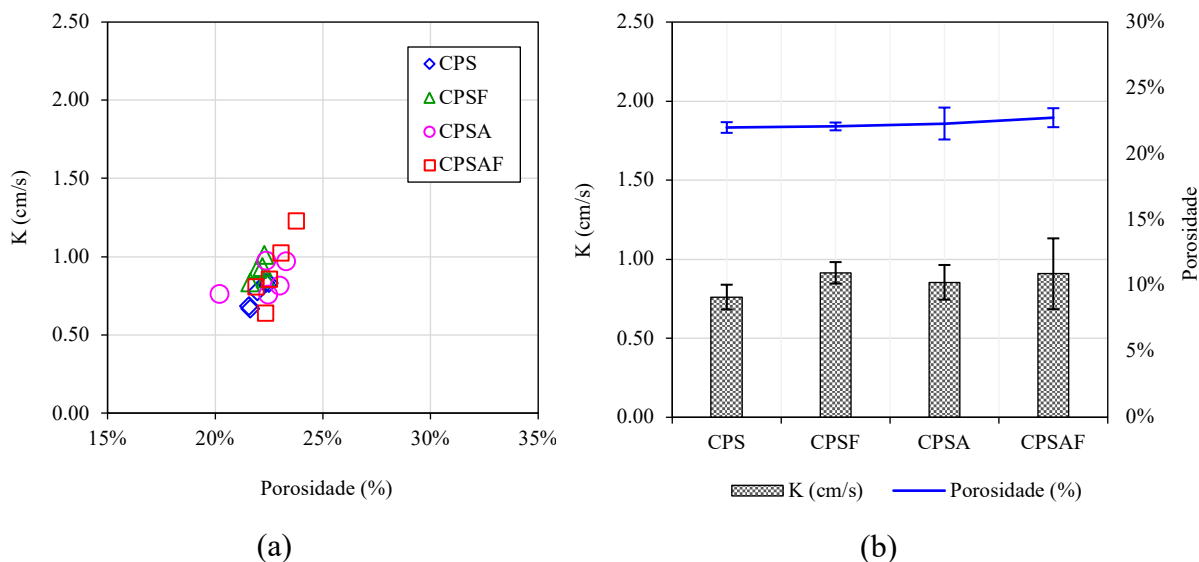 2.50
2.00
1.50
1.00
0.50
0.00
K (cm/s)
15%
20%
25%
30%
35%
Porosidade (%)
CPS
CPSF
CPSA
CPSAF
(a)
2.50
2.00
1.50
1.00
0.50
0.00
K (cm/s)
30%
25%
20%
15%
10%
5%
0%
Porosidade
CPS
CPSF
CPSA
CPSAF
K (cm/s)
Porosidade (%)
(b)